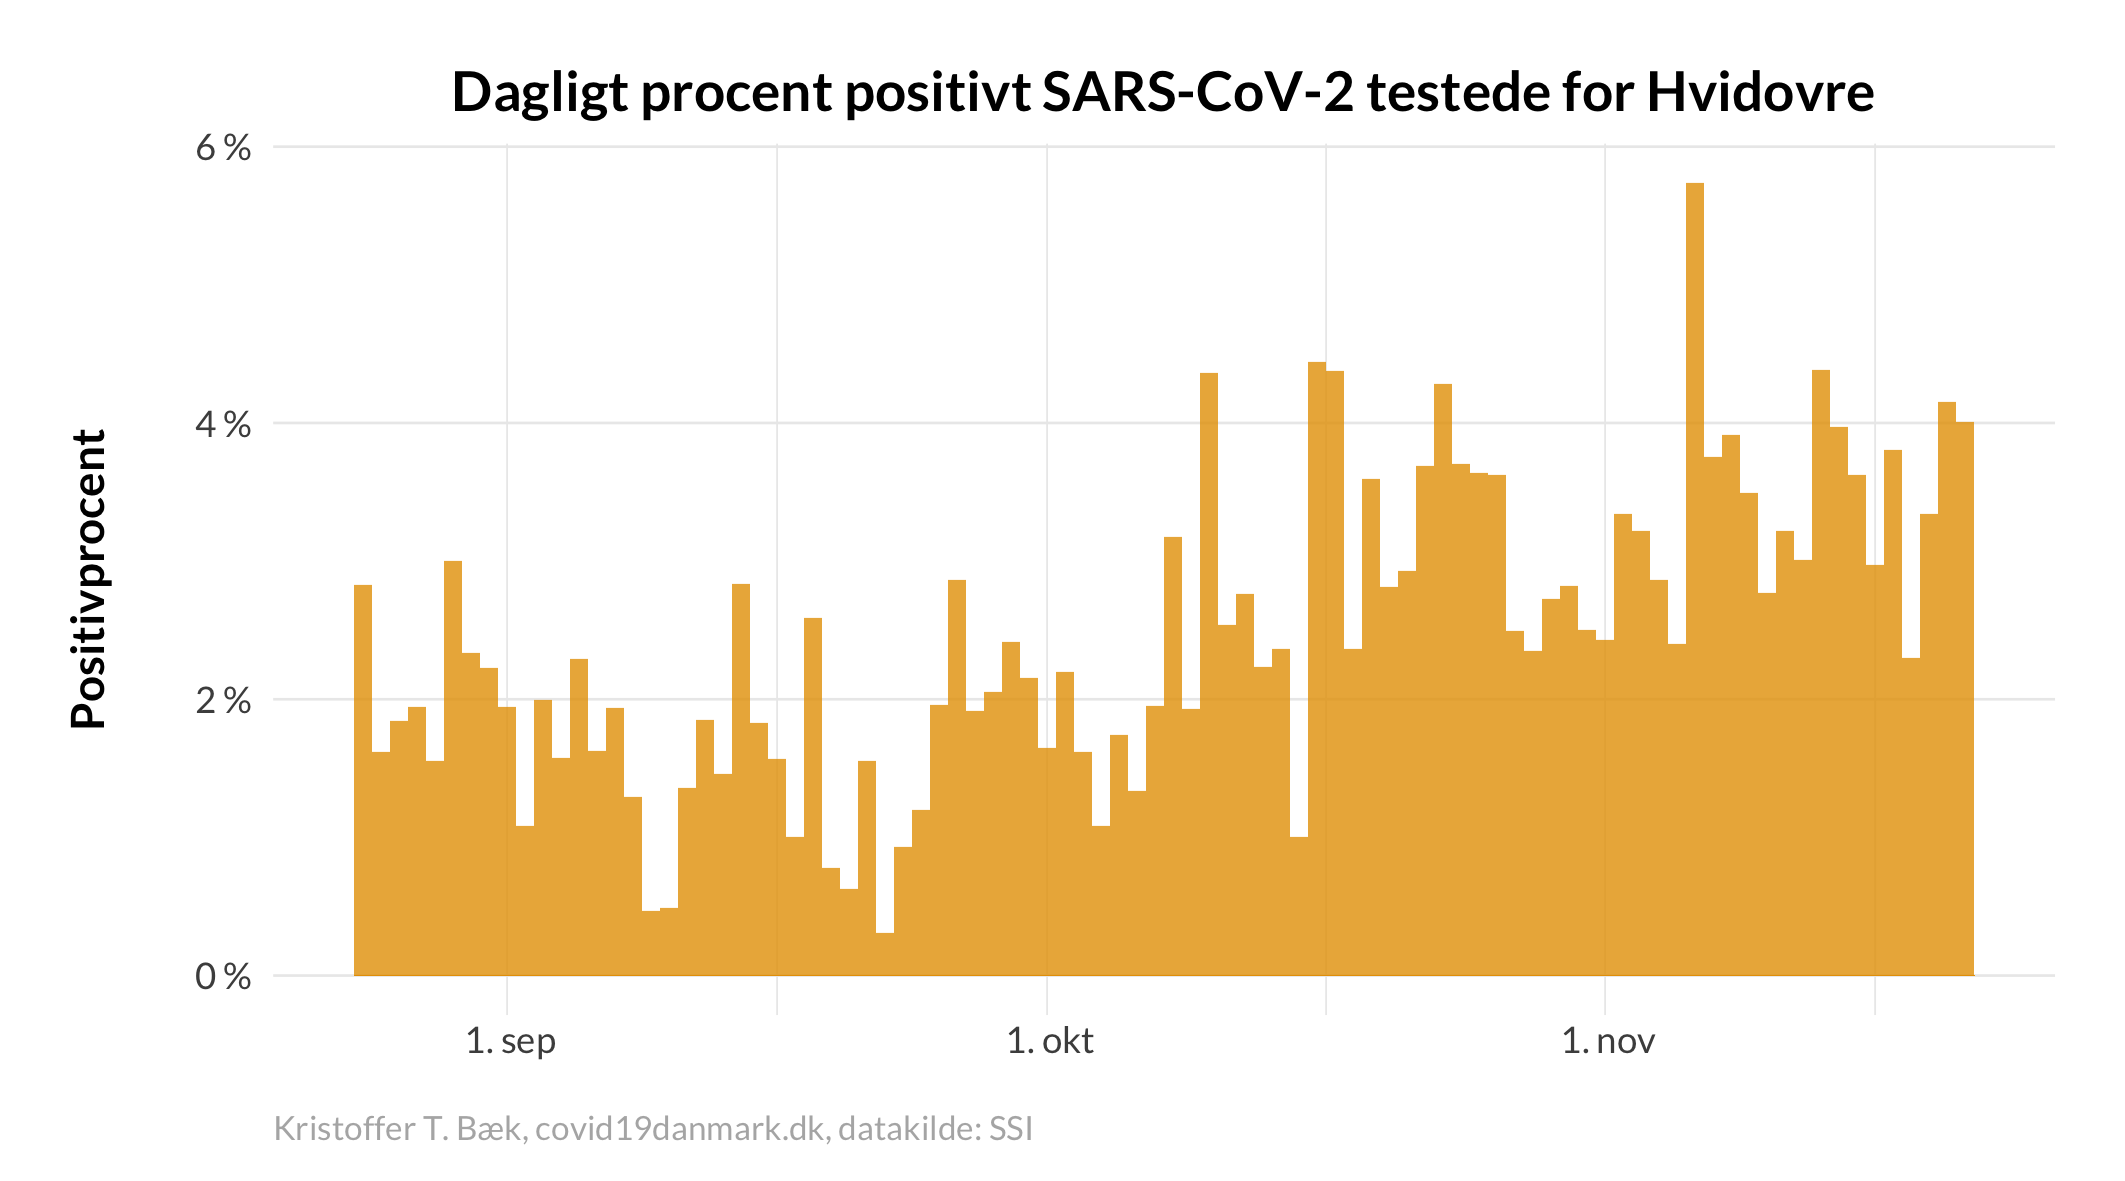 Dagligt procent positivt SARS-CoV-2 testede for Hvidovre
6 %
4 %
2 %
0 %
Positivprocent
1. sep
1. okt
1. nov
Kristoffer T. Bæk, covid19danmark.dk, datakilde: SSI